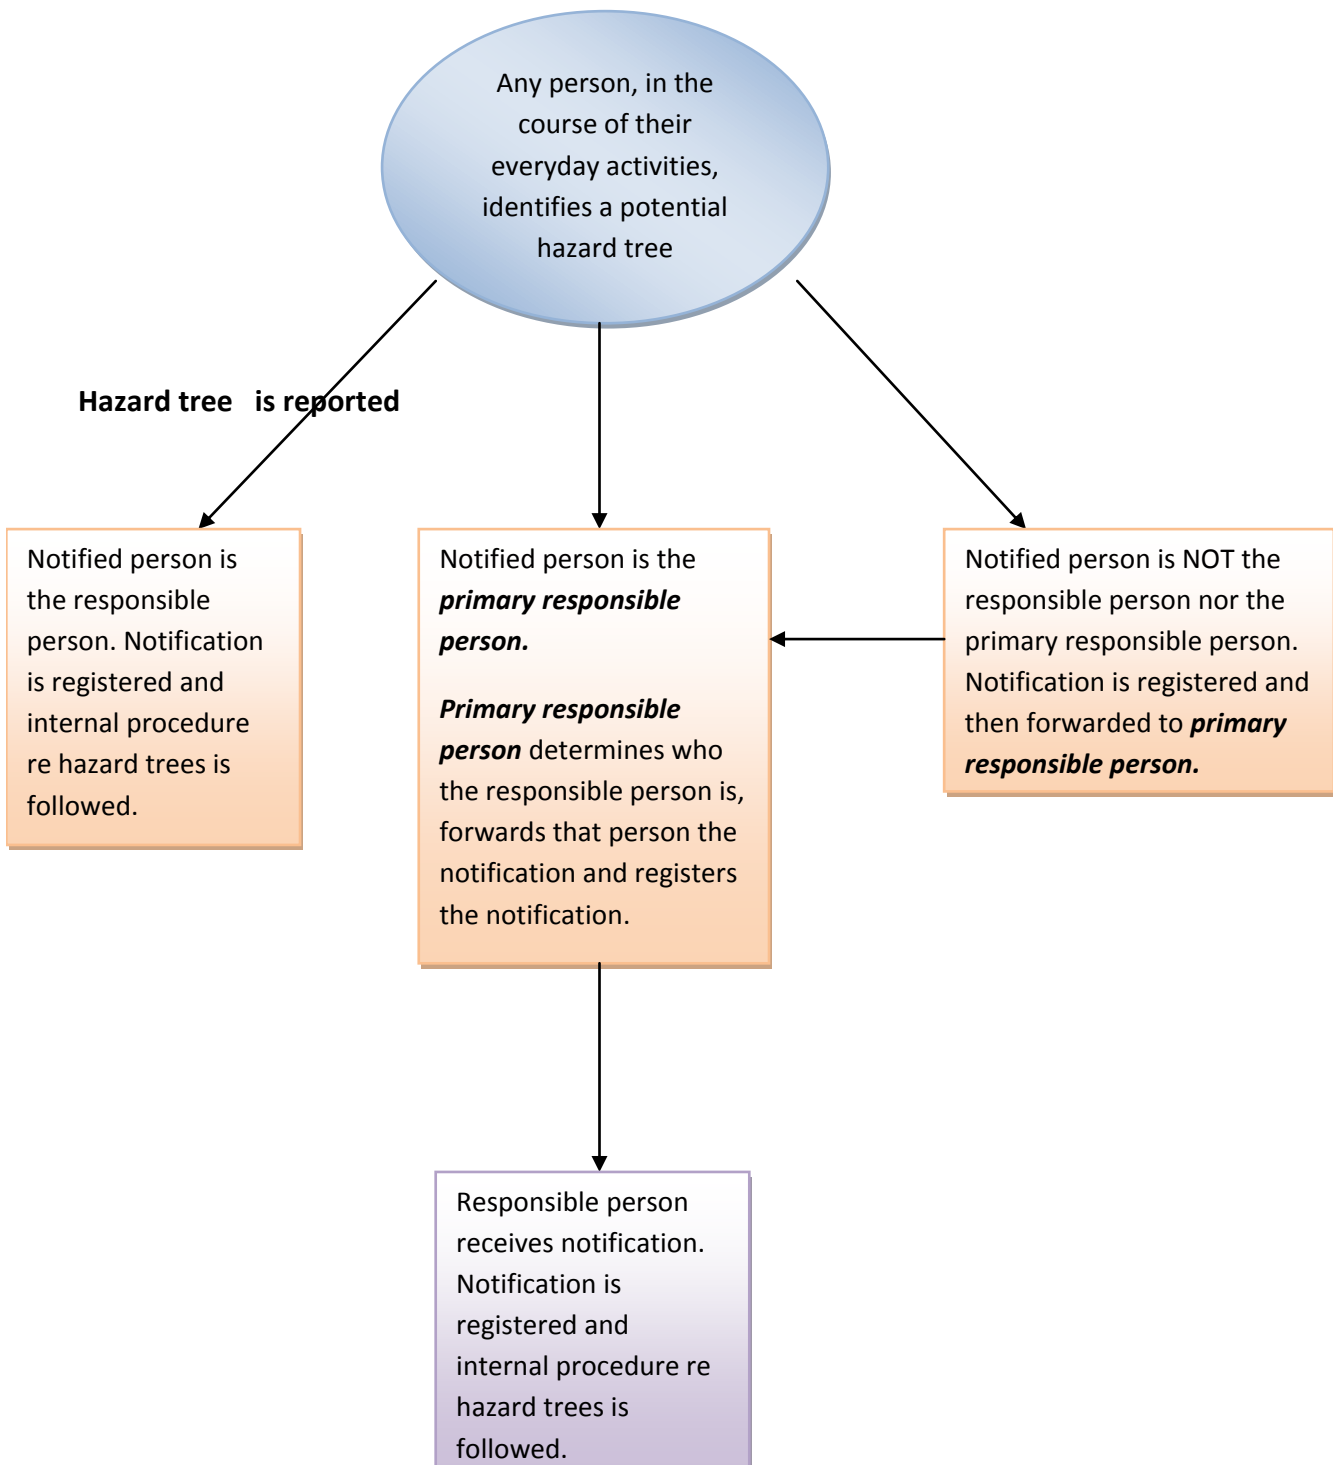 Any person, in the
course of their
everyday activities,
identifies a potential
hazard tree
Hazard tree   is reported
Notified person is
the responsible
person. Notification
is registered and
internal procedure
re hazard trees is
followed.
Notified person is the
primary responsible
person.
Primary responsible
person determines who
the responsible person is,
forwards that person the
notification and registers
the notification.
Notified person is NOT the
responsible person nor the
primary responsible person.
Notification is registered and
then forwarded to primary
responsible person.
Responsible person
receives notification.
Notification is
registered and
internal procedure re
hazard trees is
followed.